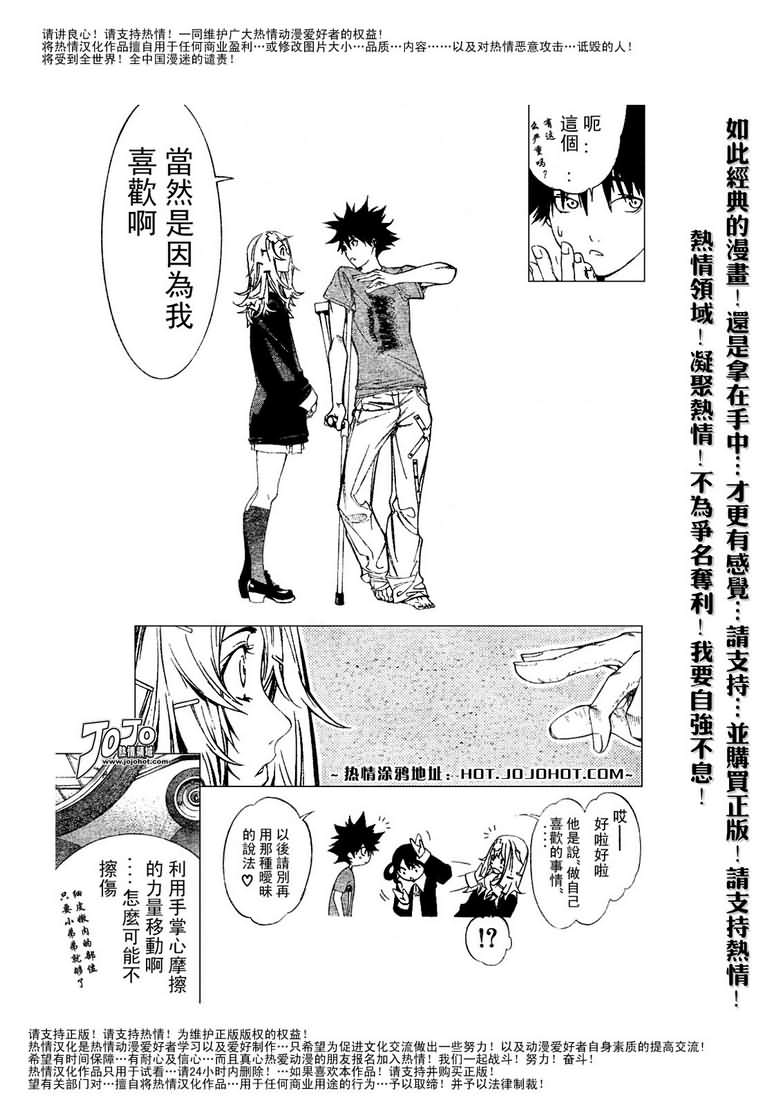 请讲良心！请支持热情！一同维护广大热情动漫爱好者的权益！
将热情汉化作品擅自用于任何商业盈利…或修改图片大小…品质…内容……以及对热情恶意攻击…诋毁的人！
将受到全世界！全中国漫迷的谴责！
如此經典的漫畫！還是拿在手中…才更有感覺…請支持…並購買正版！請支持熱情！
熱情領域！凝聚熱情！不為爭名奪利！我要自強不息！
呃…
這個…
有这
么严重吗？
當然是因為我
喜歡啊
JOJO
热情領域
www.jojohot.com
~ 热情涂鸦地址：HOT.JOJOHOT.COM~
哎——
好啦好啦
他是說“做自己
喜歡的事情”
………
!?
以後請別再
用那種曖昧
的說法♡
利用手掌心摩擦
的力量移動啊
…怎麼可能不
擦傷
细皮嫩肉的部位
只要小弟弟就够了
请支持正版！请支持热情！为维护正版版权的权益！
热情汉化是热情动漫爱好者学习以及爱好制作…只希望为促进文化交流做出一些努力！以及动漫爱好者自身素质的提高交流！
希望有时间保障…有耐心及信心…而且真心热爱动漫的朋友报名加入热情！我们一起战斗！努力！奋斗！
热情汉化作品只用于试看…请24小时内删除！…如果喜欢本作品！请支持并购买正版！
望有关部门对…擅自将热情汉化作品…用于任何商业用途的行为…予以取缔！并予以法律制裁！